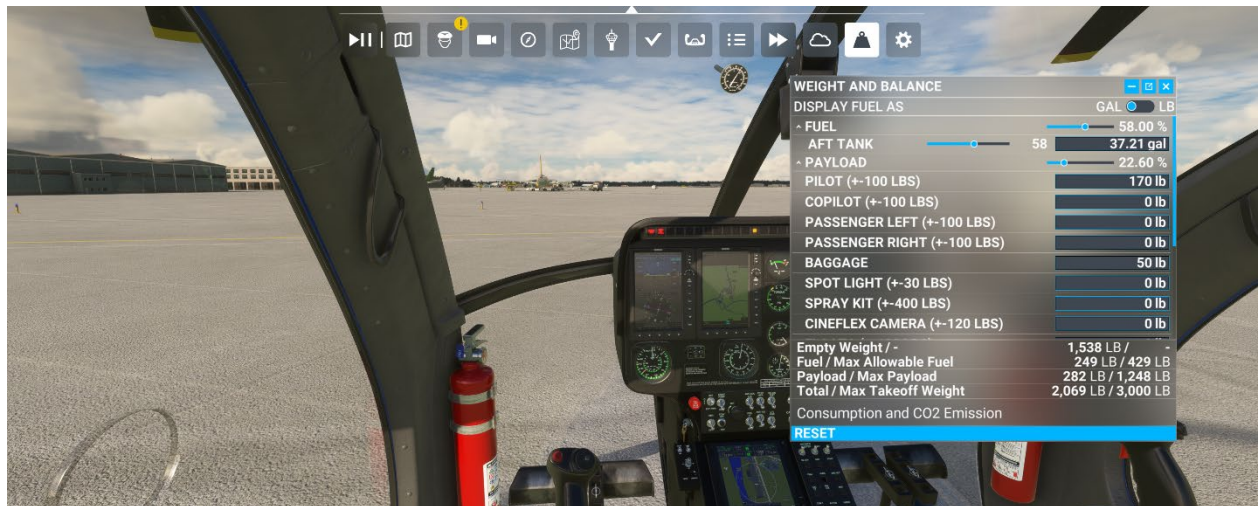 WEIGHT AND BALANCE
DISPLAY FUEL AS GAL LB
FUEL 58.00 %
AFT TANK 58 37.21 gal
PAYLOAD 22.60 %
PILOT (+-100 LBS) 170 lb
COPILOT (+-100 LBS) 0 lb
PASSENGER LEFT (+-100 LBS) 0 lb
PASSENGER RIGHT (+-100 LBS) 0 lb
BAGGAGE 50 lb
SPOT LIGHT (+-30 LBS) 0 lb
SPRAY KIT (+-400 LBS) 0 lb
CINEFLEX CAMERA (+-120 LBS) 0 lb
Empty Weight / - 1,538 LB / -
Fuel / Max Allowable Fuel 249 LB / 429 LB
Payload / Max Payload 282 LB / 1,248 LB
Total / Max Takeoff Weight 2,069 LB / 3,000 LB
Consumption and CO2 Emission
RESET